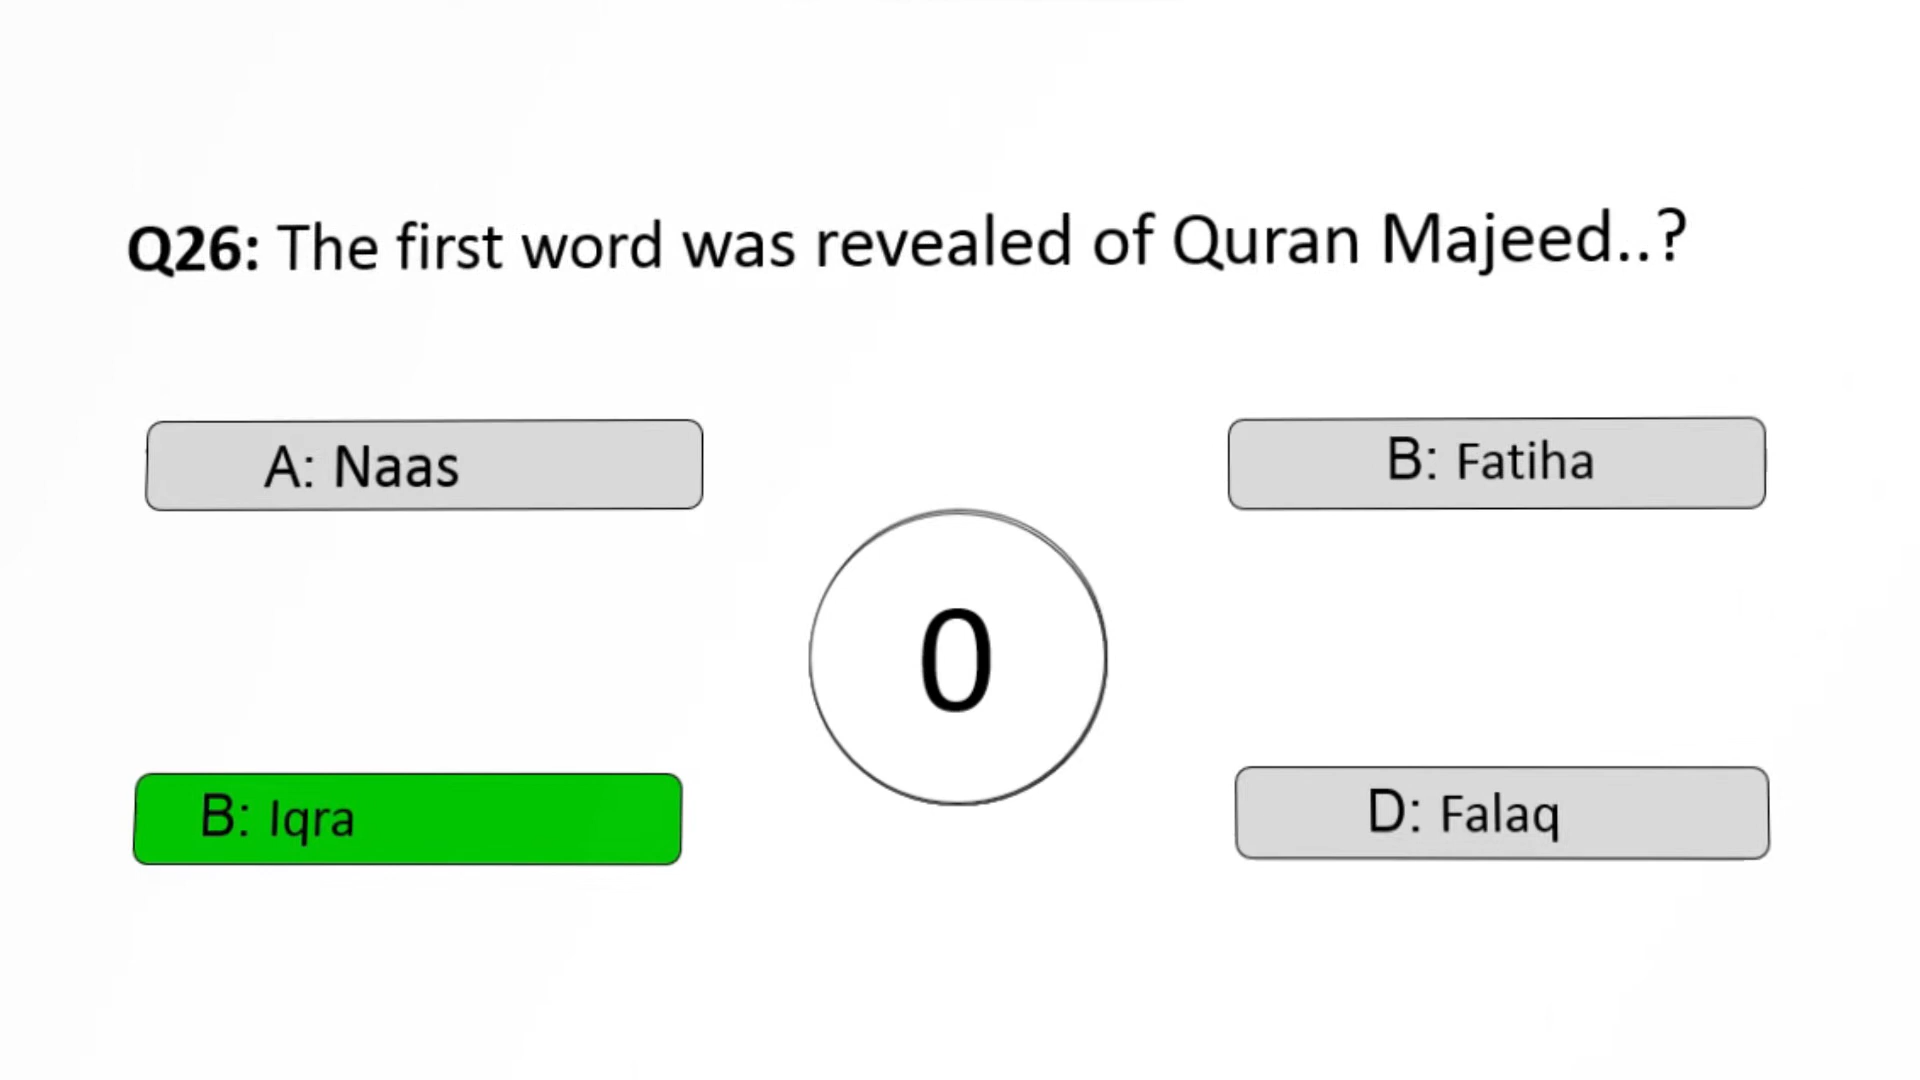 Q26: The first word was revealed of Quran Majeed..?
A: Naas
B: Fatiha
0
B: Iqra
D: Falaq